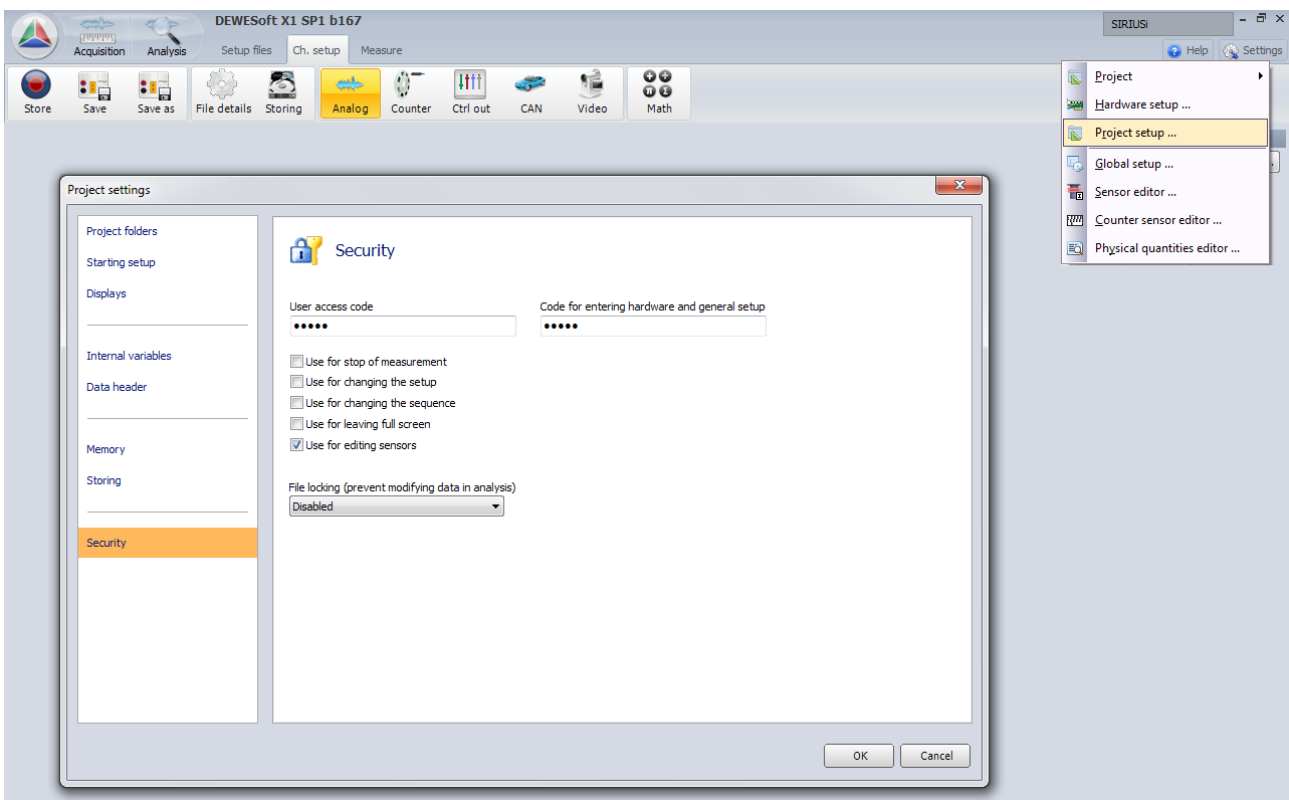 DEWESoft X1 SP1 b167
SIRIUSi
Acquisition Analysis Setup files Ch. setup Measure
Help Settings
Store Save Save as File details Storing Analog Counter Ctrl out CAN Video Math
Project
Hardware setup ...
Project setup ...
Global setup ...
Sensor editor ...
Counter sensor editor ...
Physical quantities editor ...
Project settings
Project folders
Starting setup
Displays
Internal variables
Data header
Memory
Storing
Security
Security
User access code Code for entering hardware and general setup
••••• •••••
Use for stop of measurement
Use for changing the setup
Use for changing the sequence
Use for leaving full screen
Use for editing sensors
File locking (prevent modifying data in analysis)
Disabled
OK Cancel